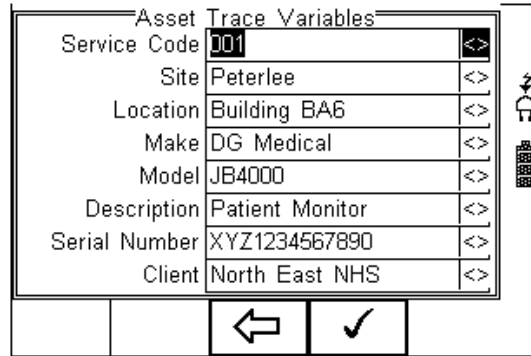 Asset Trace Variables
Service Code 001 <>
Site Peterlee <>
Location Building BA6 <>
Make DG Medical <>
Model JB4000 <>
Description Patient Monitor <>
Serial Number XYZ1234567890 <>
Client North East NHS <>